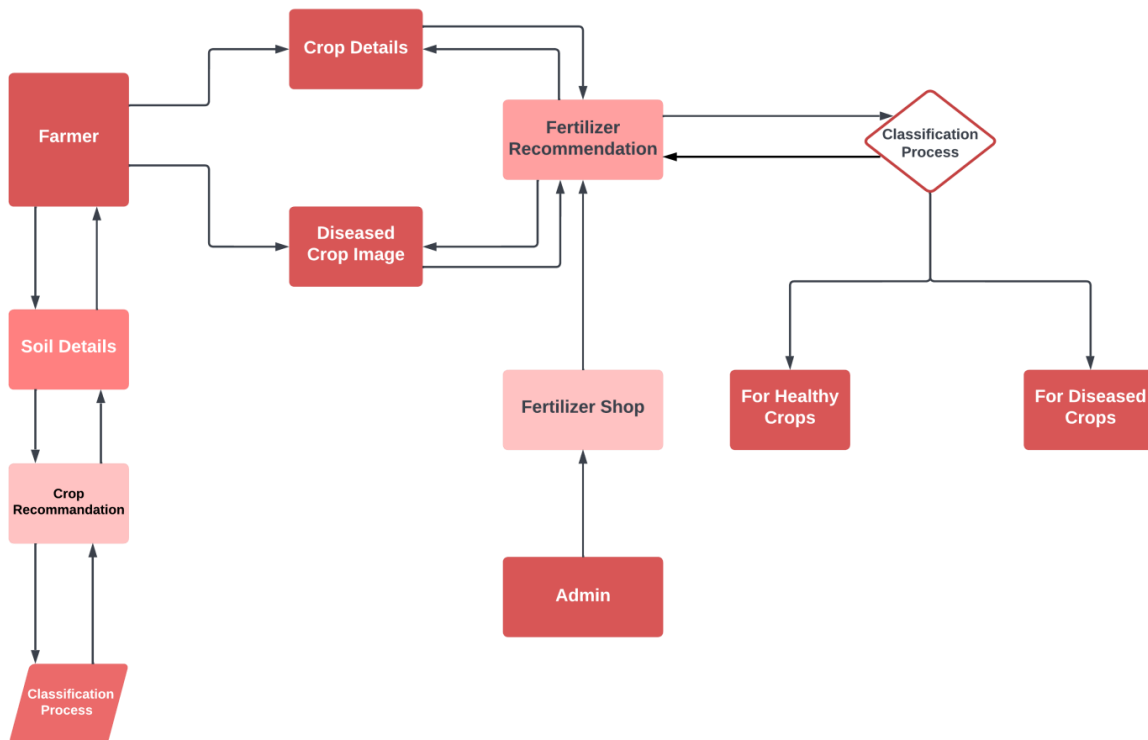 Crop Details
Farmer
Fertilizer
Recommendation
Classification
Process
Diseased
Crop Image
Soil Details
Fertilizer Shop
For Healthy
Crops
For Diseased
Crops
Crop
Recommandation
Admin
Classification
Process